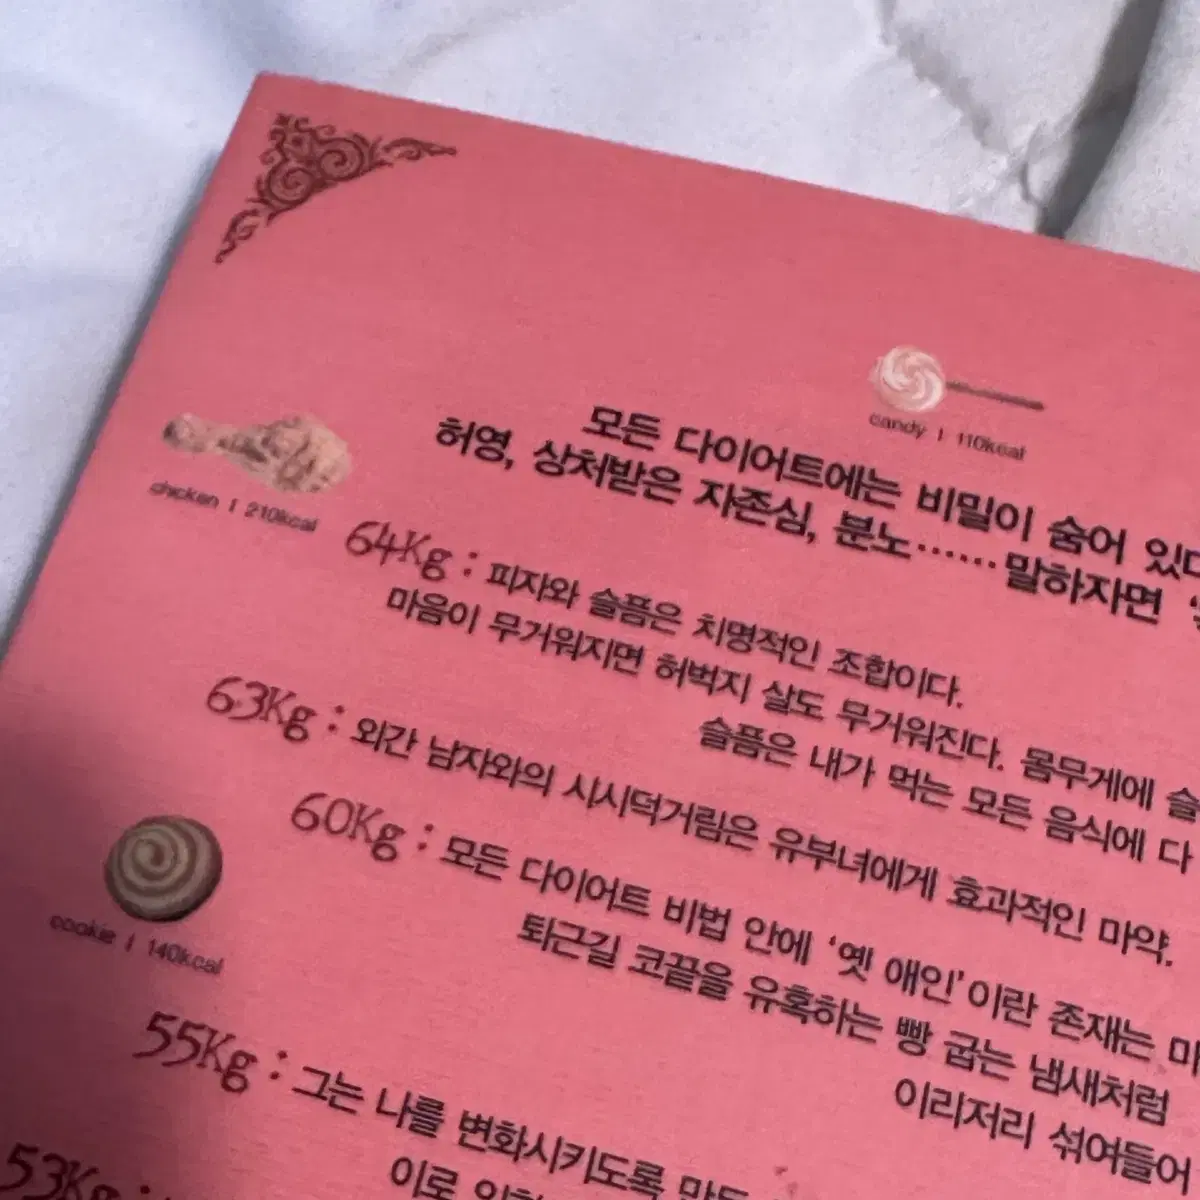 candy | 110kcal
모든 다이어트에는 비밀이 숨어 있다
허영, 상처받은 자존심, 분노……말하자면
chicken | 210kcal
64Kg : 피자와 슬픔은 치명적인 조합이다.
마음이 무거워지면 허벅지 살도 무거워진다. 몸무게에
슬픔은 내가 먹는 모든 음식에 다
63Kg : 외간 남자와의 시시덕거림은 유부녀에게 효과적인 마약.
60Kg : 모든 다이어트 비법 안에 ‘옛 애인’이란 존재는
퇴근길 코끝을 유혹하는 빵 굽는 냄새처럼
이리저리 섞여들어
cookie | 140kcal
55Kg : 그는 나를 변화시키도록
53Kg :